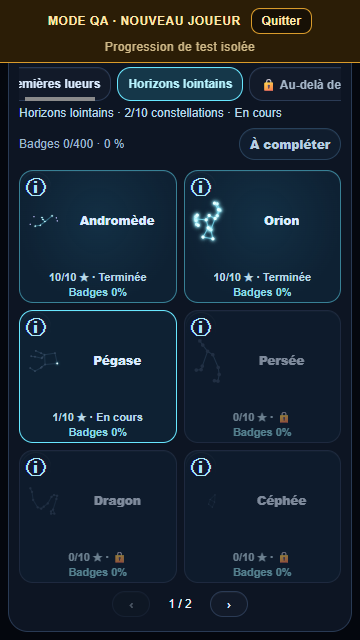 MODE QA · NOUVEAU JOUEUR Quitter
Progression de test isolée
emières lueurs Horizons lointains Au-delà de
Horizons lointains · 2/10 constellations · En cours
Badges 0/400 · 0 % À compléter
Andromède Orion
10/10 ★ · Terminée 10/10 ★ · Terminée
Badges 0% Badges 0%
Pégase Persée
1/10 ★ · En cours 0/10 ★ · 🔒
Badges 0% Badges 0%
Dragon Céphée
0/10 ★ · 🔒 0/10 ★ · 🔒
Badges 0% Badges 0%
‹ 1 / 2 ›